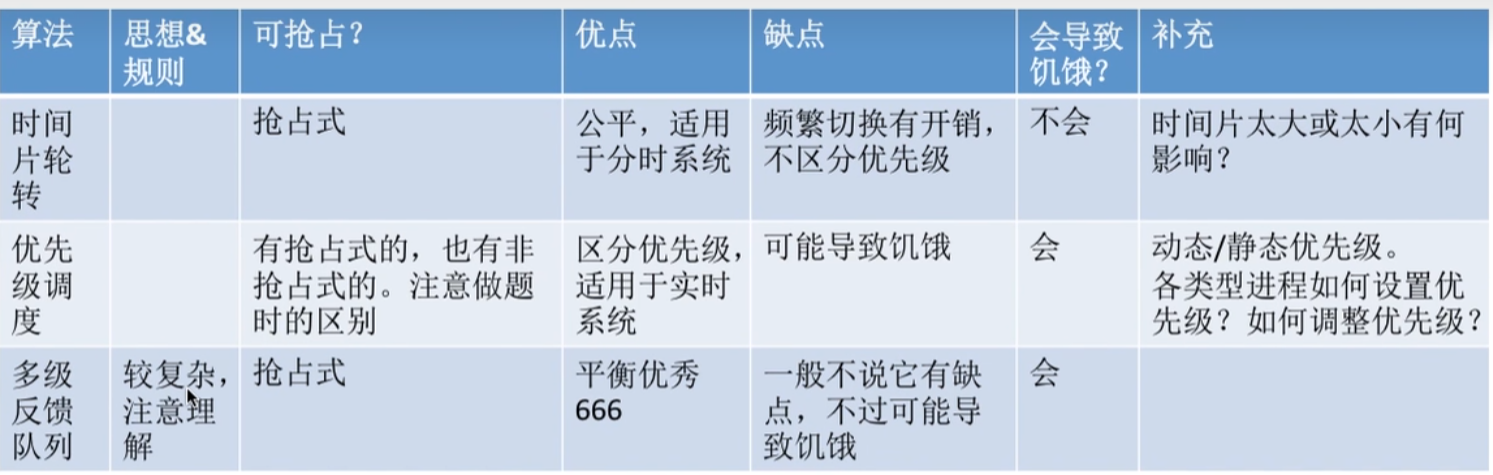 算法
思想&
规则
可抢占？
优点
缺点
会导致
饥饿？
补充
时间
片轮
转
抢占式
公平，适用
于分时系统
频繁切换有开销，
不区分优先级
不会
时间片太大或太小有何
影响？
优先
级调
度
有抢占式的，也有非
抢占式的。注意做题
时的区别
区分优先级，
适用于实时
系统
可能导致饥饿
会
动态/静态优先级。
各类型进程如何设置优
先级？如何调整优先级？
多级
反馈
队列
较复杂，
注意理
解
抢占式
平衡优秀
666
一般不说它有缺
点，不过可能导
致饥饿
会